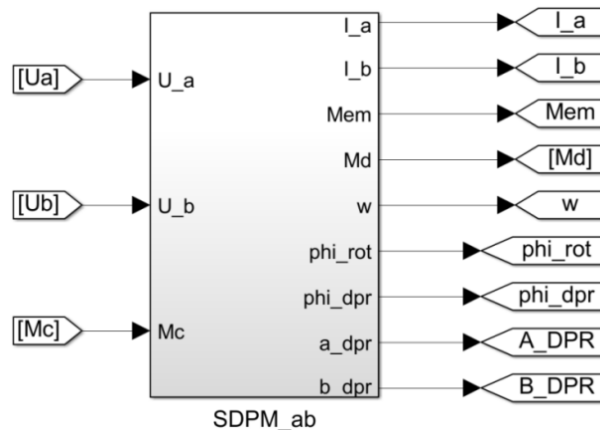 I_a
I_a
I_b
I_b
[Ua]
U_a
Mem
Mem
Md
[Md]
[Ub]
U_b
w
w
phi_rot
phi_rot
phi_dpr
phi_dpr
[Mc]
Mc
a_dpr
A_DPR
b_dpr
B_DPR
SDPM_ab